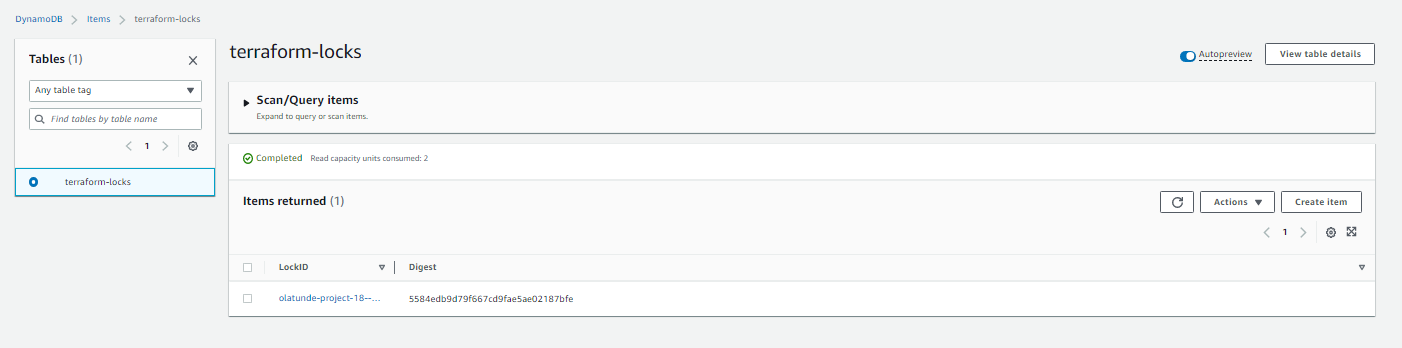 DynamoDB > Items > terraform-locks
Tables (1)
Any table tag
Find tables by table name
1
terraform-locks
terraform-locks
Autopreview
View table details
Scan/Query items
Expand to query or scan items.
Completed Read capacity units consumed: 2
Items returned (1)
Actions
Create item
1
LockID Digest
olatunde-project-18--... 5584edb9d79f667cd9fae5ae02187bfe